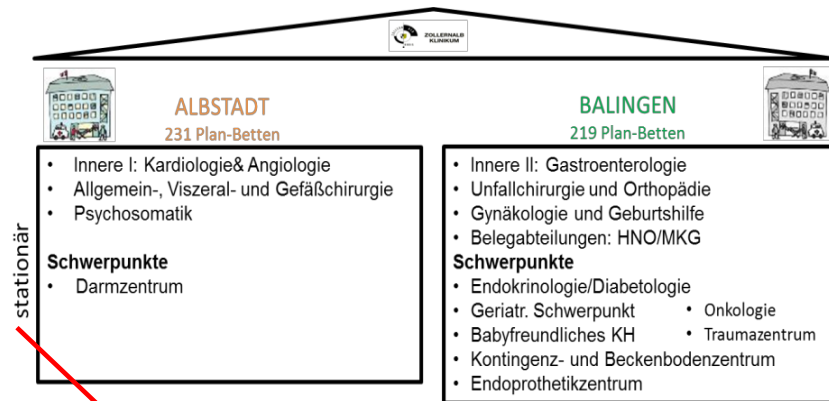 ZOLLERNALB
KLINIKUM
ALBSTADT
231 Plan-Betten
BALINGEN
219 Plan-Betten
stationär
• Innere I: Kardiologie& Angiologie
• Allgemein-, Viszeral- und Gefäßchirurgie
• Psychosomatik
Schwerpunkte
• Darmzentrum
• Innere II: Gastroenterologie
• Unfallchirurgie und Orthopädie
• Gynäkologie und Geburtshilfe
• Belegabteilungen: HNO/MKG
Schwerpunkte
• Endokrinologie/Diabetologie
• Geriatr. Schwerpunkt • Onkologie
• Babyfreundliches KH • Traumazentrum
• Kontingenz- und Beckenbodenzentrum
• Endoprothetikzentrum